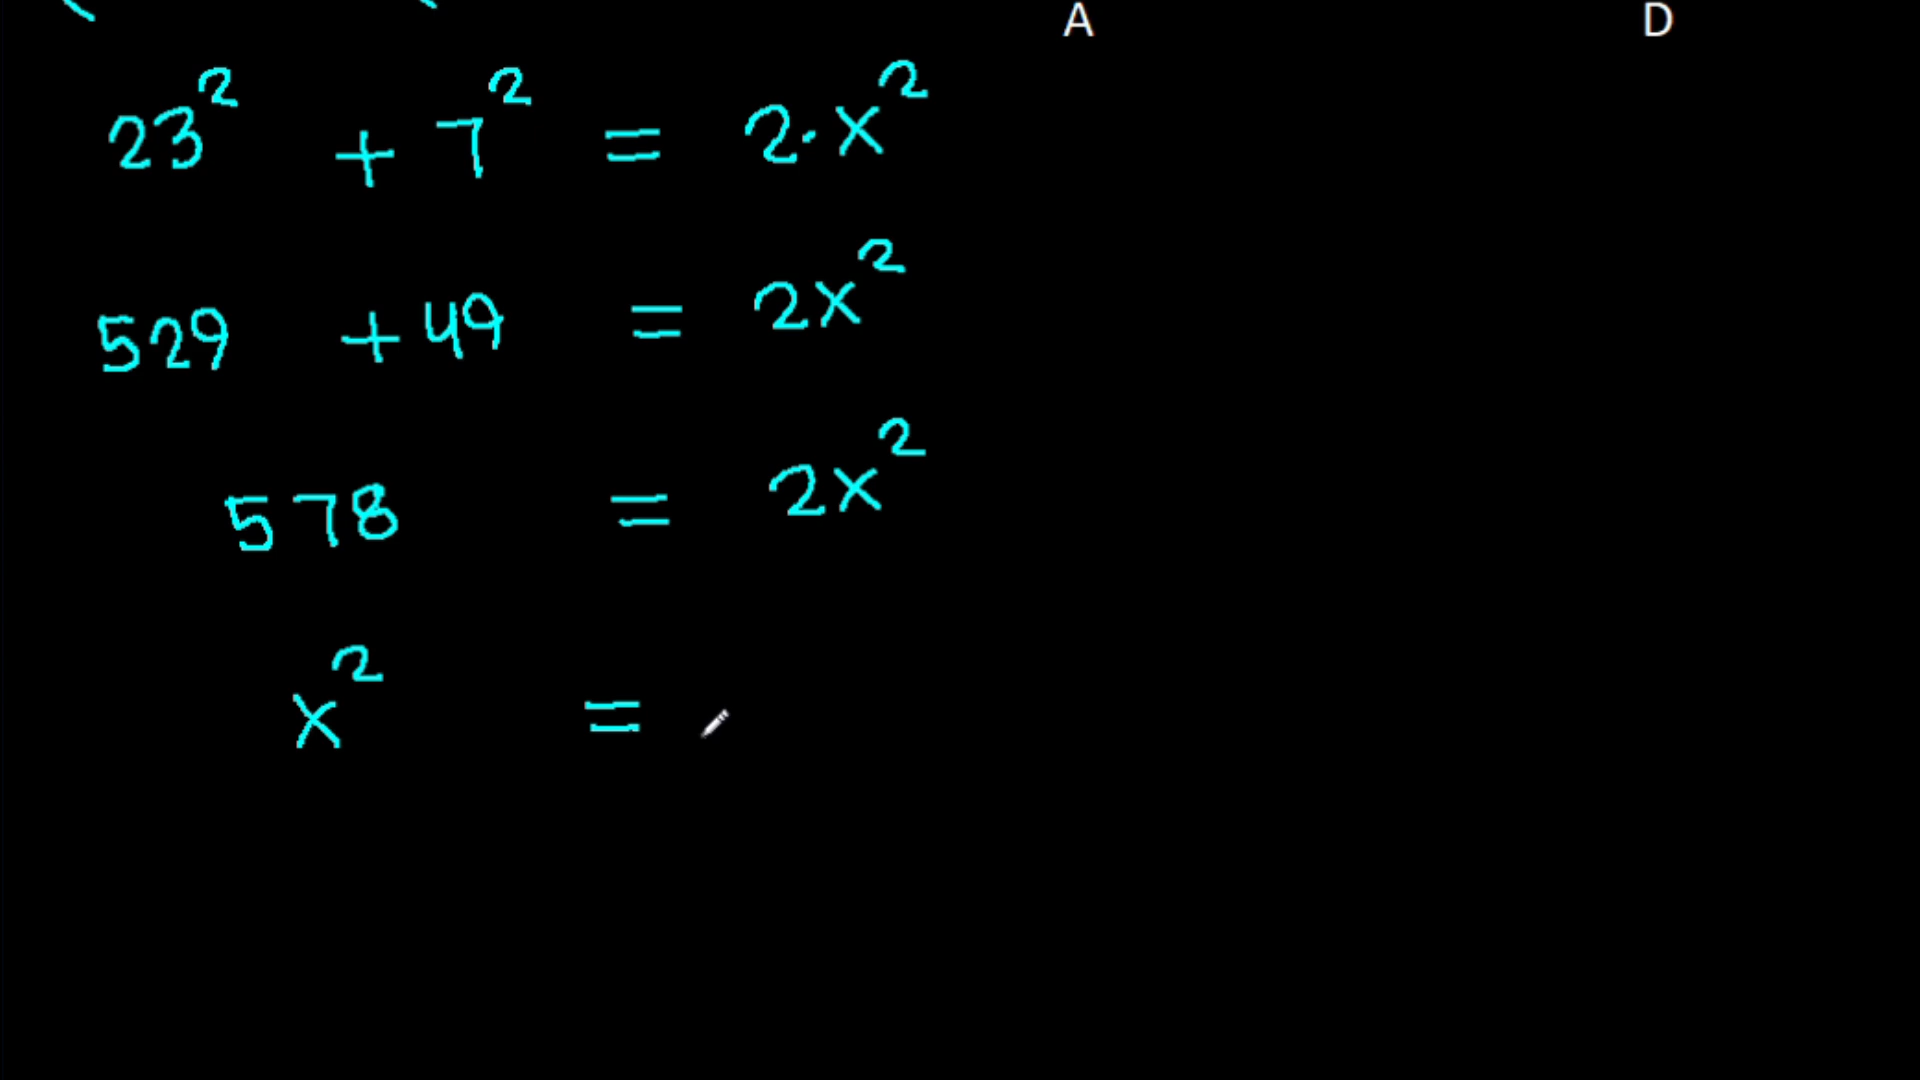 A D
23² + 7² = 2·x²
529 + 49 = 2x²
578 = 2x²
x² =